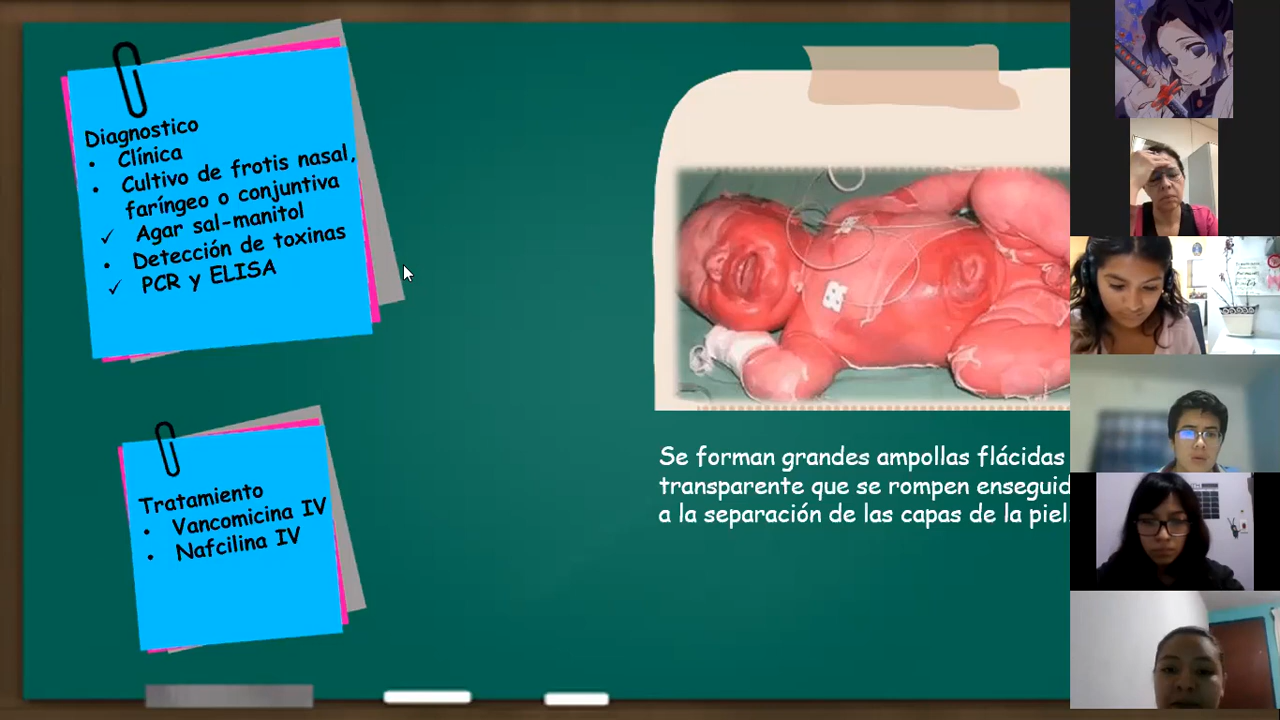 Diagnostico
• Clínica
• Cultivo de frotis nasal,
faríngeo o conjuntiva
✓ Agar sal-manitol
• Detección de toxinas
✓ PCR y ELISA
Tratamiento
• Vancomicina IV
• Nafcilina IV
Se forman grandes ampollas flácidas
transparente que se rompen enseguid
a la separación de las capas de la piel